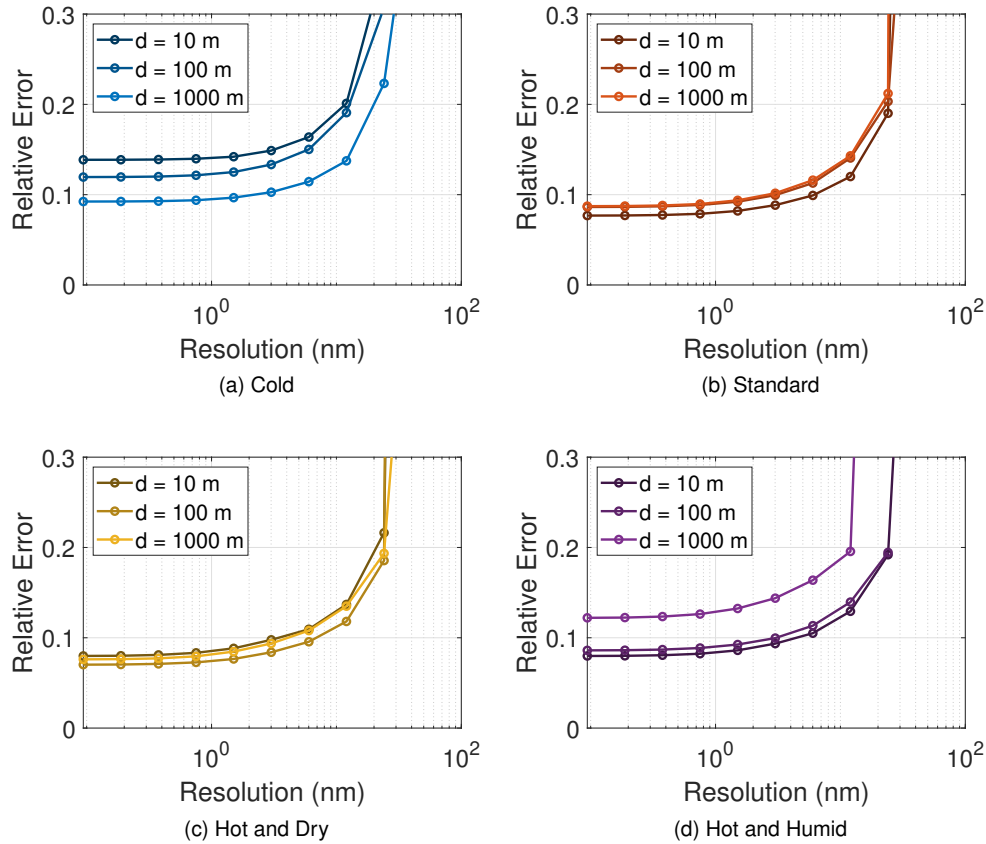 0.3
0.2
0.1
0
Relative Error
d = 10 m
d = 100 m
d = 1000 m
10^0
10^2
Resolution (nm)
(a) Cold
0.3
0.2
0.1
0
Relative Error
d = 10 m
d = 100 m
d = 1000 m
10^0
10^2
Resolution (nm)
(b) Standard
0.3
0.2
0.1
0
Relative Error
d = 10 m
d = 100 m
d = 1000 m
10^0
10^2
Resolution (nm)
(c) Hot and Dry
0.3
0.2
0.1
0
Relative Error
d = 10 m
d = 100 m
d = 1000 m
10^0
10^2
Resolution (nm)
(d) Hot and Humid